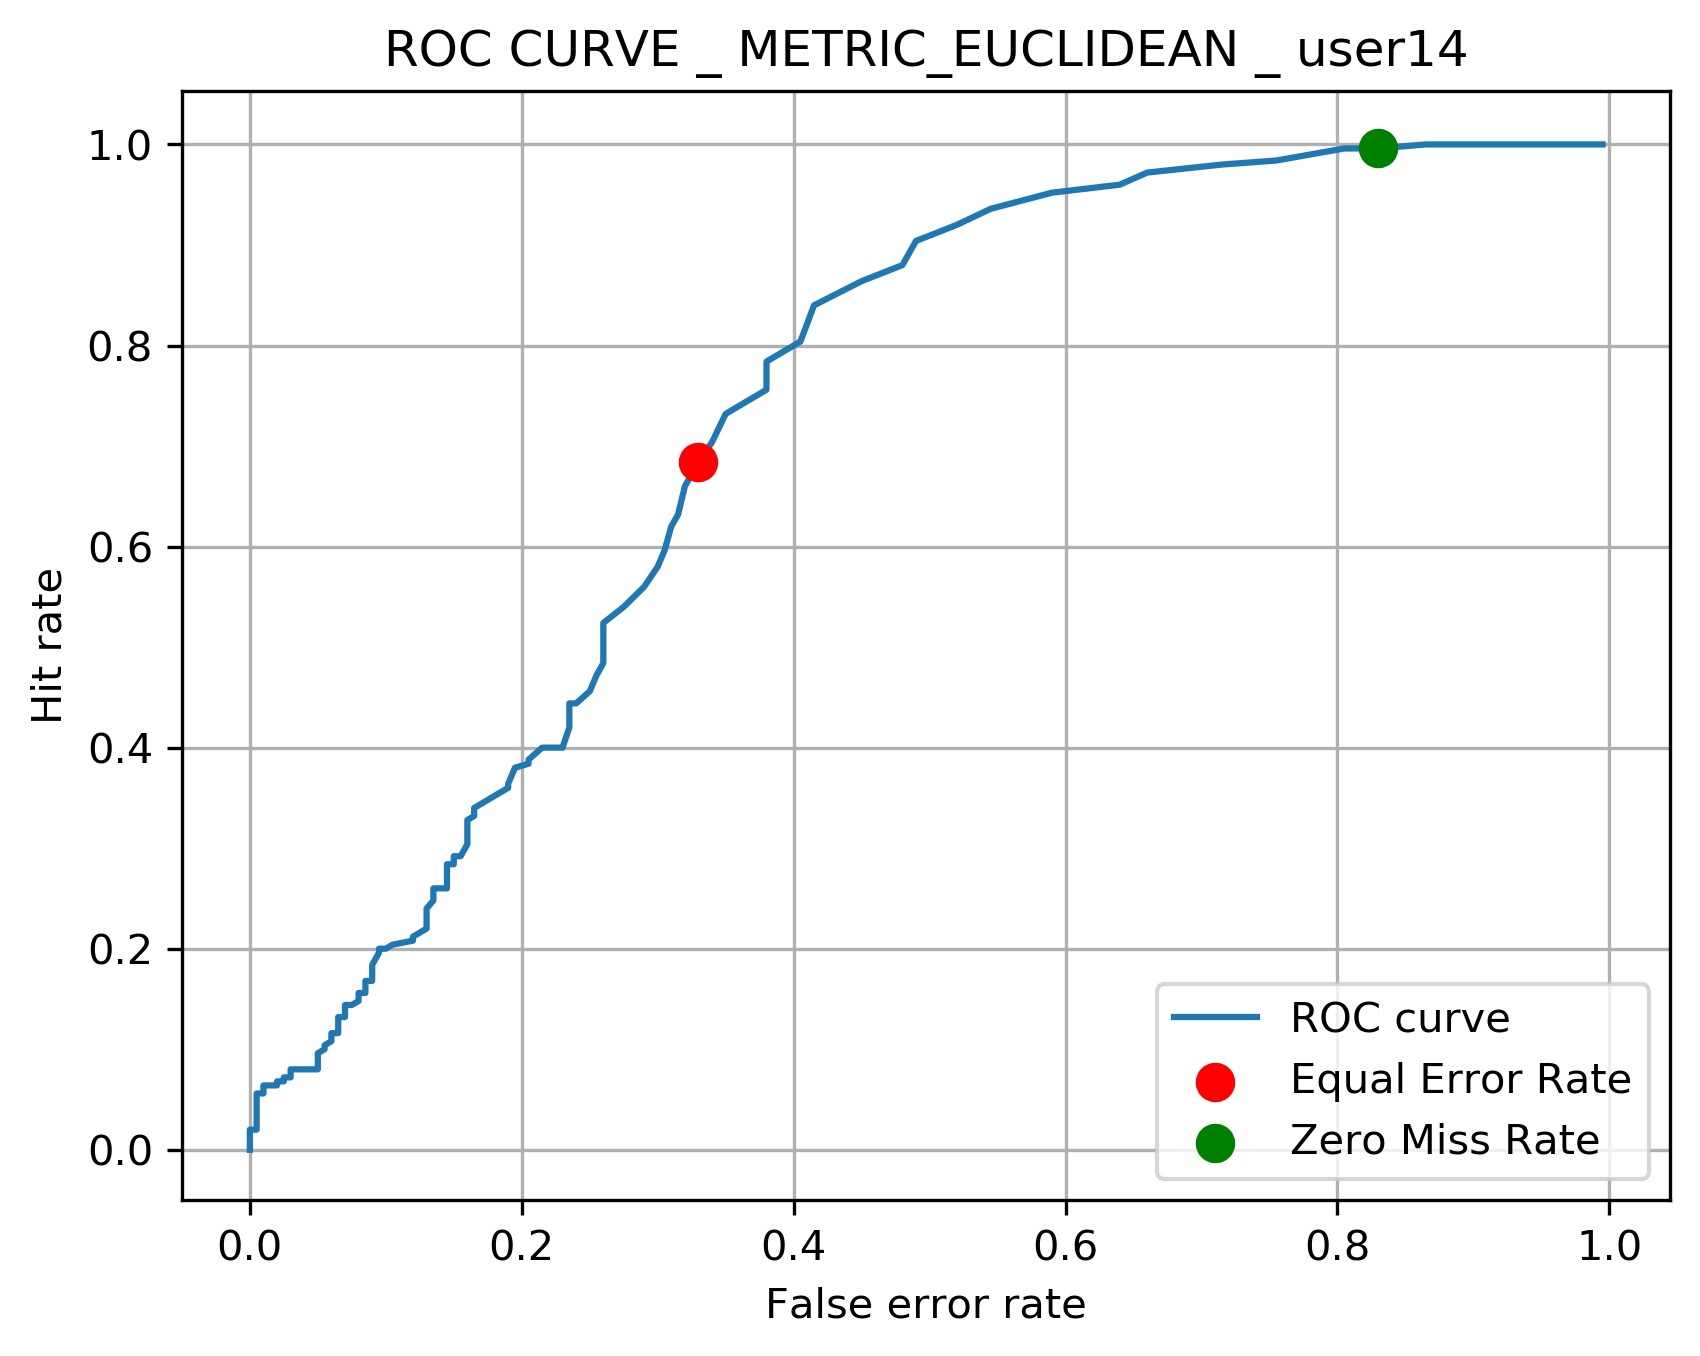 ROC CURVE _ METRIC_EUCLIDEAN _ user14
1.0
0.8
0.6
0.4
0.2
0.0
Hit rate
ROC curve
Equal Error Rate
Zero Miss Rate
0.0 0.2 0.4 0.6 0.8 1.0
False error rate